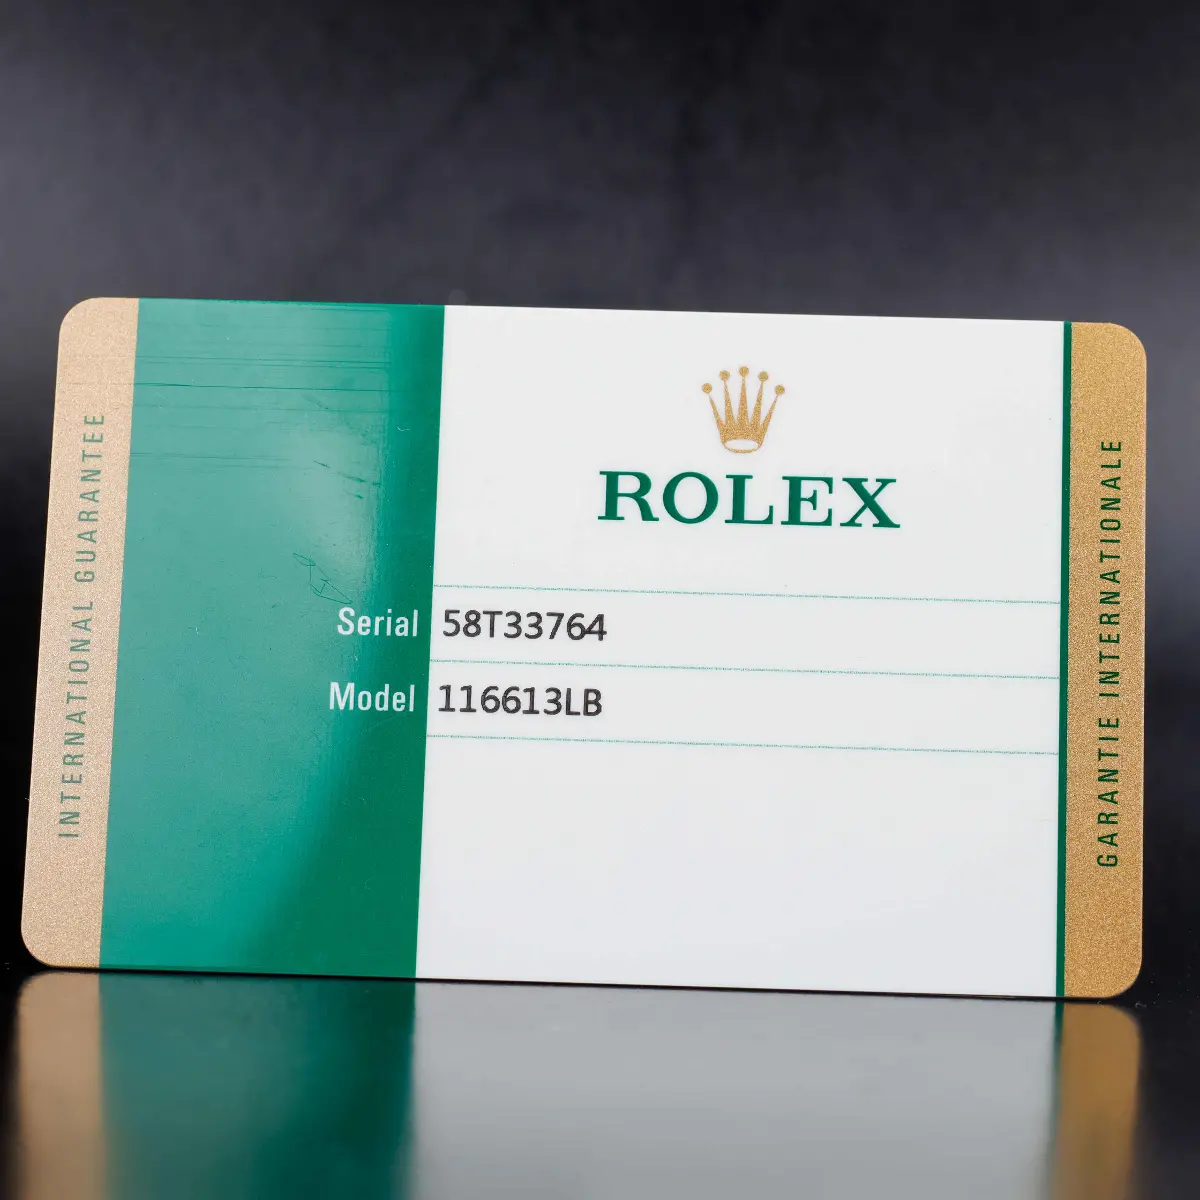 INTERNATIONAL GUARANTEE
ROLEX
Serial 58T33764
Model 116613LB
GARANTIE INTERNATIONALE